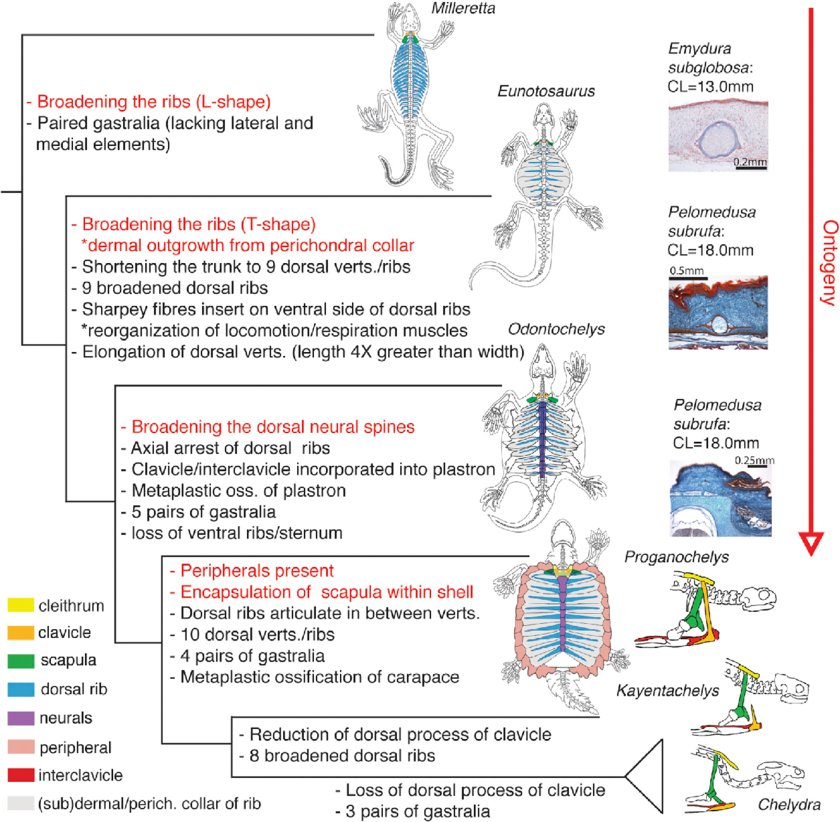 Milleretta
- Broadening the ribs (L-shape)
- Paired gastralia (lacking lateral and
medial elements)
Eunotosaurus
- Broadening the ribs (T-shape)
*dermal outgrowth from perichondral collar
- Shortening the trunk to 9 dorsal verts./ribs
- 9 broadened dorsal ribs
- Sharpey fibres insert on ventral side of dorsal ribs
*reorganization of locomotion/respiration muscles
- Elongation of dorsal verts. (length 4X greater than width)
Odontochelys
- Broadening the dorsal neural spines
- Axial arrest of dorsal ribs
- Clavicle/interclavicle incorporated into plastron
- Metaplastic oss. of plastron
- 5 pairs of gastralia
- loss of ventral ribs/sternum
Proganochelys
- Peripherals present
- Encapsulation of scapula within shell
- Dorsal ribs articulate in between verts.
- 10 dorsal verts./ribs
- 4 pairs of gastralia
- Metaplastic ossification of carapace
Kayentachelys
- Reduction of dorsal process of clavicle
- 8 broadened dorsal ribs
- Loss of dorsal process of clavicle
- 3 pairs of gastralia
Chelydra
Emydura
subglobosa:
CL=13.0mm
0.2mm
Pelomedusa
subrufa:
CL=18.0mm
0.5mm
Pelomedusa
subrufa:
CL=18.0mm
0.25mm
Ontogeny
cleithrum
clavicle
scapula
dorsal rib
neurals
peripheral
interclavicle
(sub)dermal/perich. collar of rib